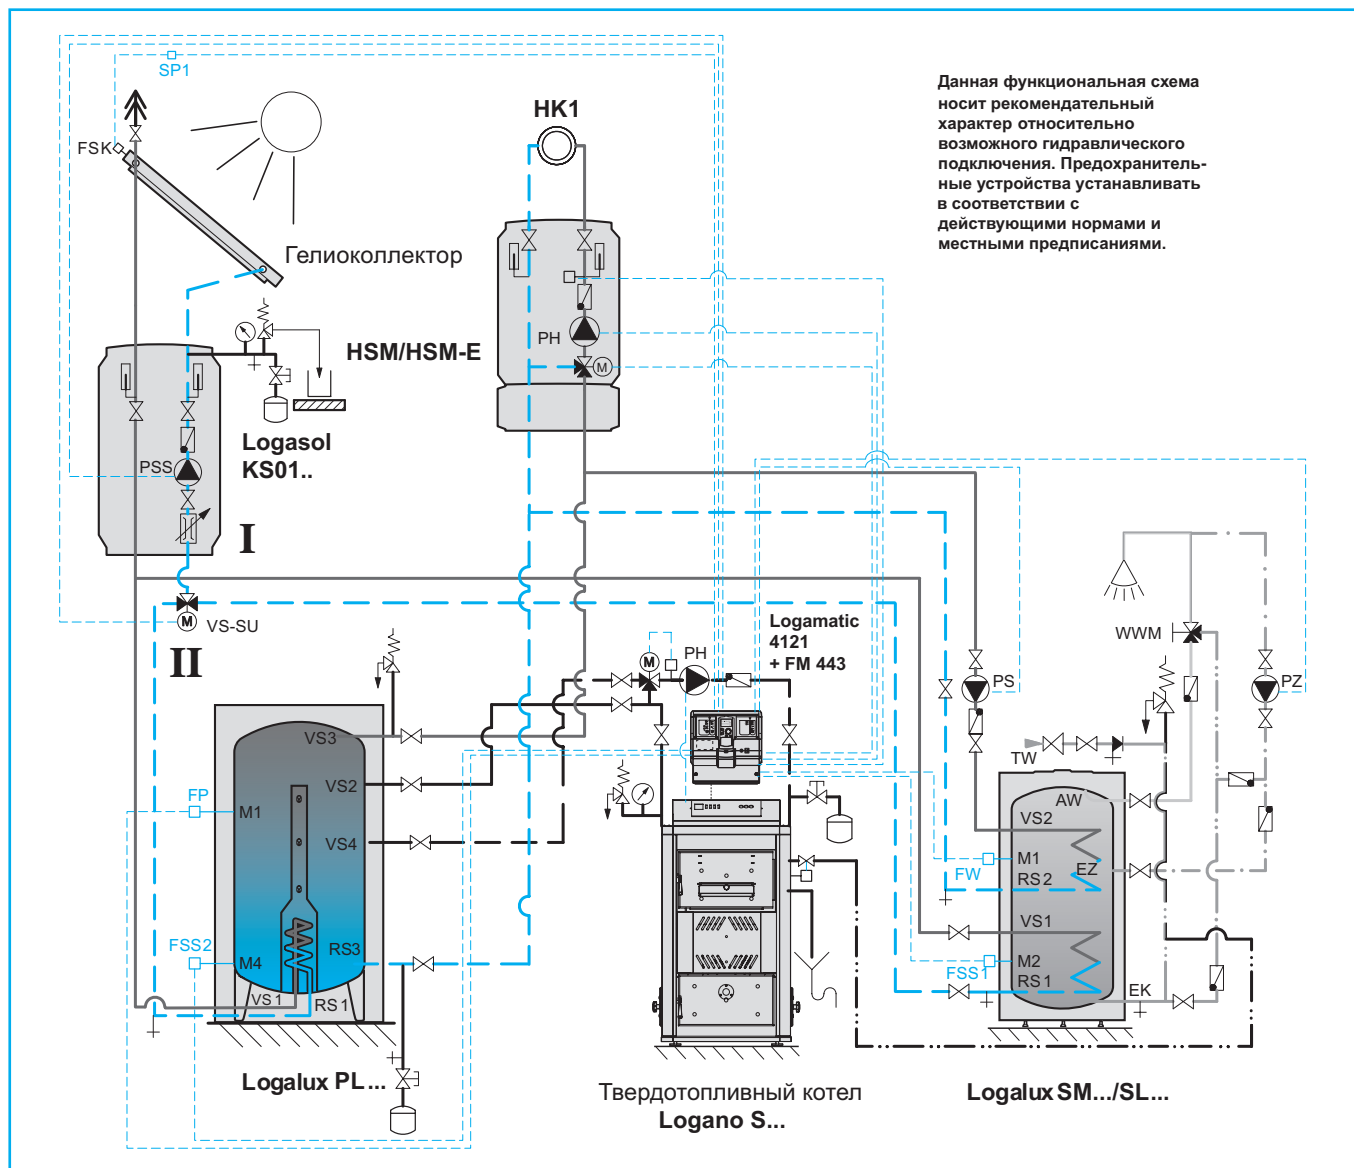 SP1
FSK
HK1
Данная функциональная схема
носит рекомендательный
характер относительно
возможного гидравлического
подключения. Предохранитель-
ные устройства устанавливать
в соответствии с
действующими нормами и
местными предписаниями.
Гелиоколлектор
HSM/HSM-E
PH
M
Logasol
KS01..
PSS
I
M
VS-SU
II
Logamatic
4121
+ FM 443
M
PH
WWM
PS
PZ
TW
VS3
VS2
VS4
FP
M1
FSS2
M4
RS3
VS1
RS1
AW
VS2
M1
EZ
FW
RS2
VS1
M2
FSS1
RS1
EK
Logalux PL...
Твердотопливный котел
Logano S...
Logalux SM.../SL...